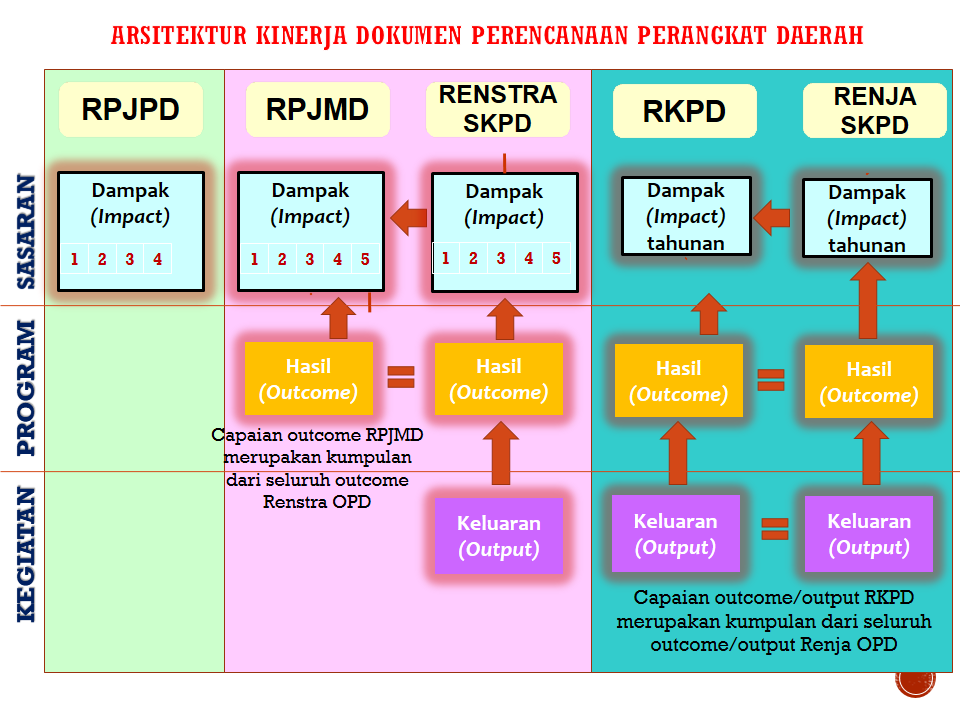 ARSITEKTUR KINERJA DOKUMEN PERENCANAAN PERANGKAT DAERAH
RPJPD
RPJMD
RENSTRA
SKPD
RKPD
RENJA
SKPD
SASARAN
Dampak
(Impact)
1 2 3 4
Dampak
(Impact)
1 2 3 4 5
Dampak
(Impact)
1 2 3 4 5
Dampak
(Impact)
tahunan
Dampak
(Impact)
tahunan
PROGRAM
Hasil
(Outcome)
Hasil
(Outcome)
Hasil
(Outcome)
Hasil
(Outcome)
Capaian outcome RPJMD
merupakan kumpulan
dari seluruh outcome
Renstra OPD
KEGIATAN
Keluaran
(Output)
Keluaran
(Output)
Keluaran
(Output)
Capaian outcome/output RKPD
merupakan kumpulan dari seluruh
outcome/output Renja OPD